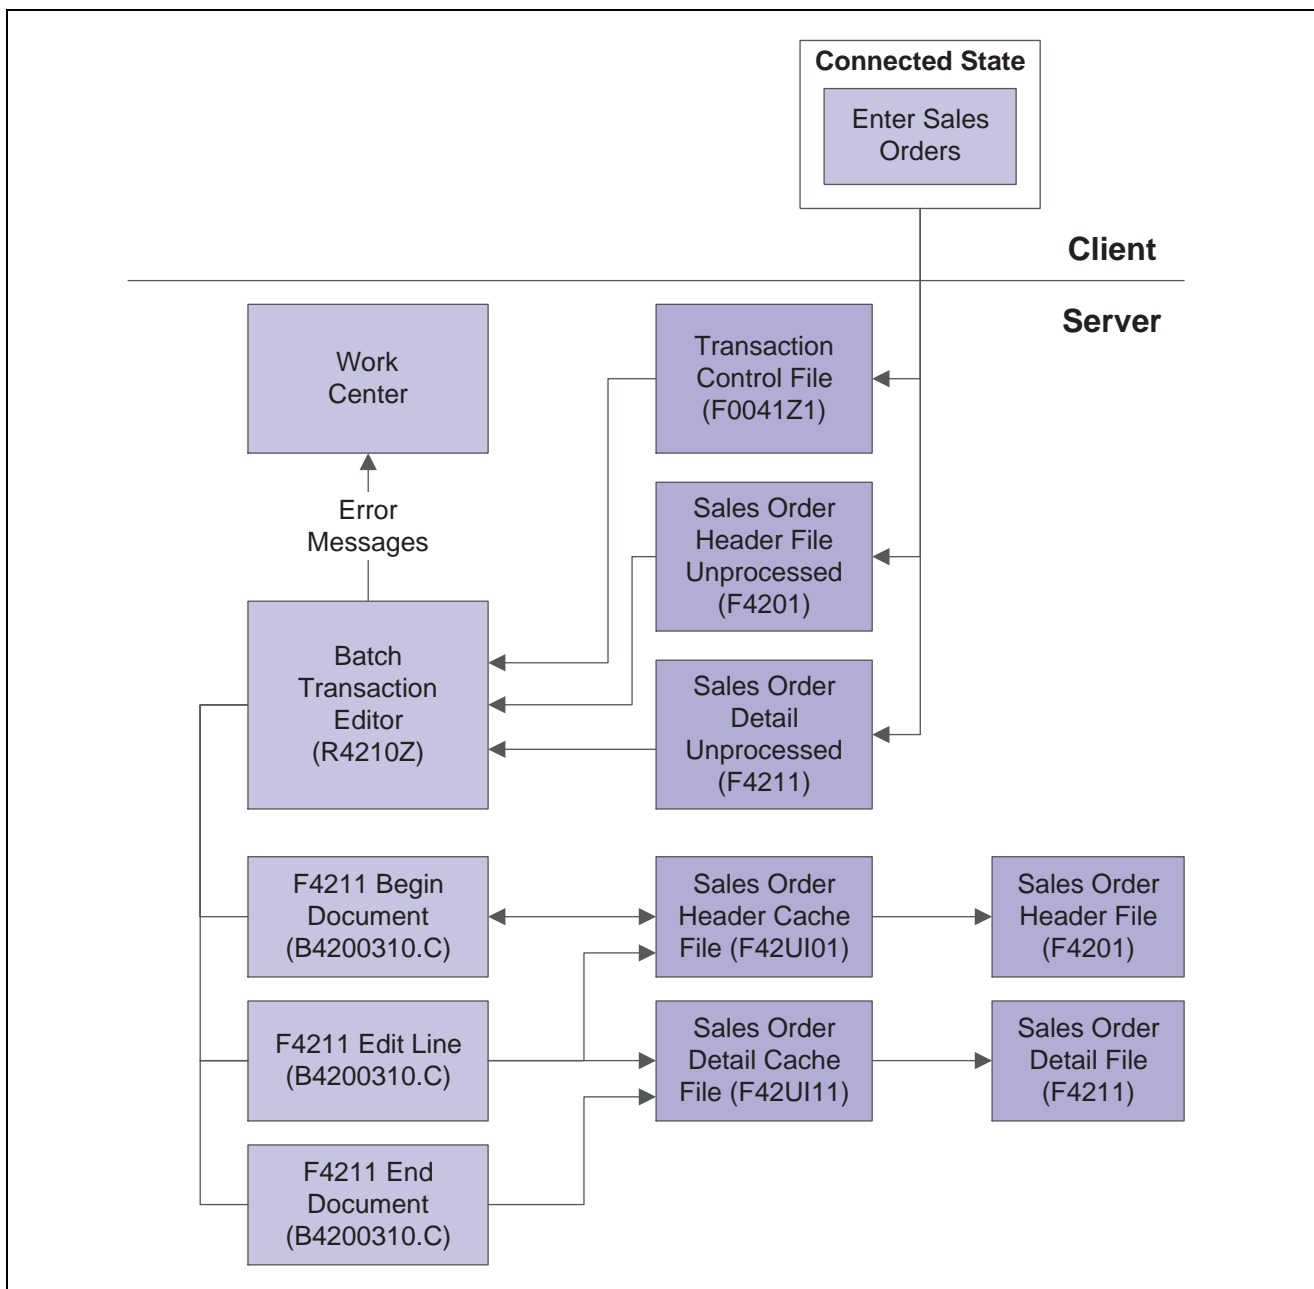 Connected State
Enter Sales
Orders
Client
Server
Work
Center
Transaction
Control File
(F0041Z1)
Error
Messages
Sales Order
Header File
Unprocessed
(F4201)
Batch
Transaction
Editor
(R4210Z)
Sales Order
Detail
Unprocessed
(F4211)
F4211 Begin
Document
(B4200310.C)
Sales Order
Header Cache
File (F42UI01)
Sales Order
Header File
(F4201)
F4211 Edit Line
(B4200310.C)
Sales Order
Detail Cache
File (F42UI11)
Sales Order
Detail File
(F4211)
F4211 End
Document
(B4200310.C)